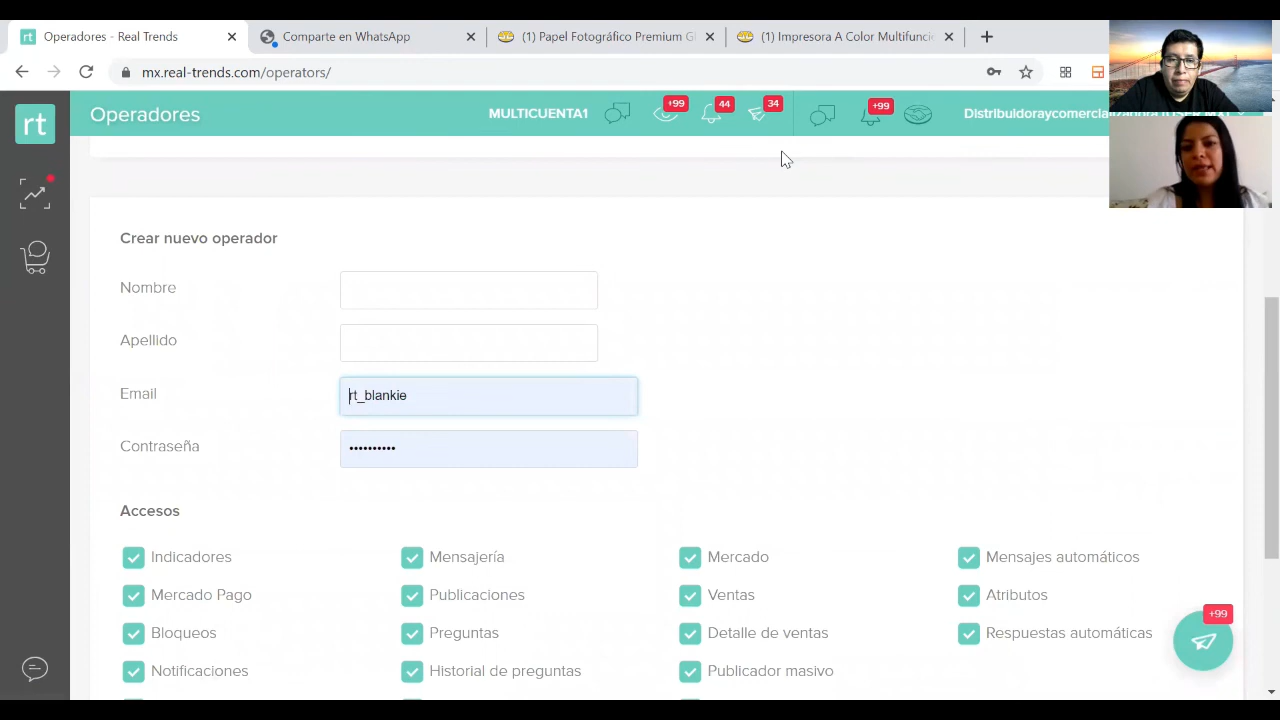 rt Operadores - Real Trends
Comparte en WhatsApp
(1) Papel Fotográfico Premium Gl
(1) Impresora A Color Multifuncio
mx.real-trends.com/operators/
rt
Operadores
MULTICUENTA1
+99
44
34
+99
Crear nuevo operador
Nombre
Apellido
Email
rt_blankie
Contraseña
••••••••••
Accesos
Indicadores Mensajería Mercado Mensajes automáticos
Mercado Pago Publicaciones Ventas Atributos
Bloqueos Preguntas Detalle de ventas Respuestas automáticas
Notificaciones Historial de preguntas Publicador masivo
+99